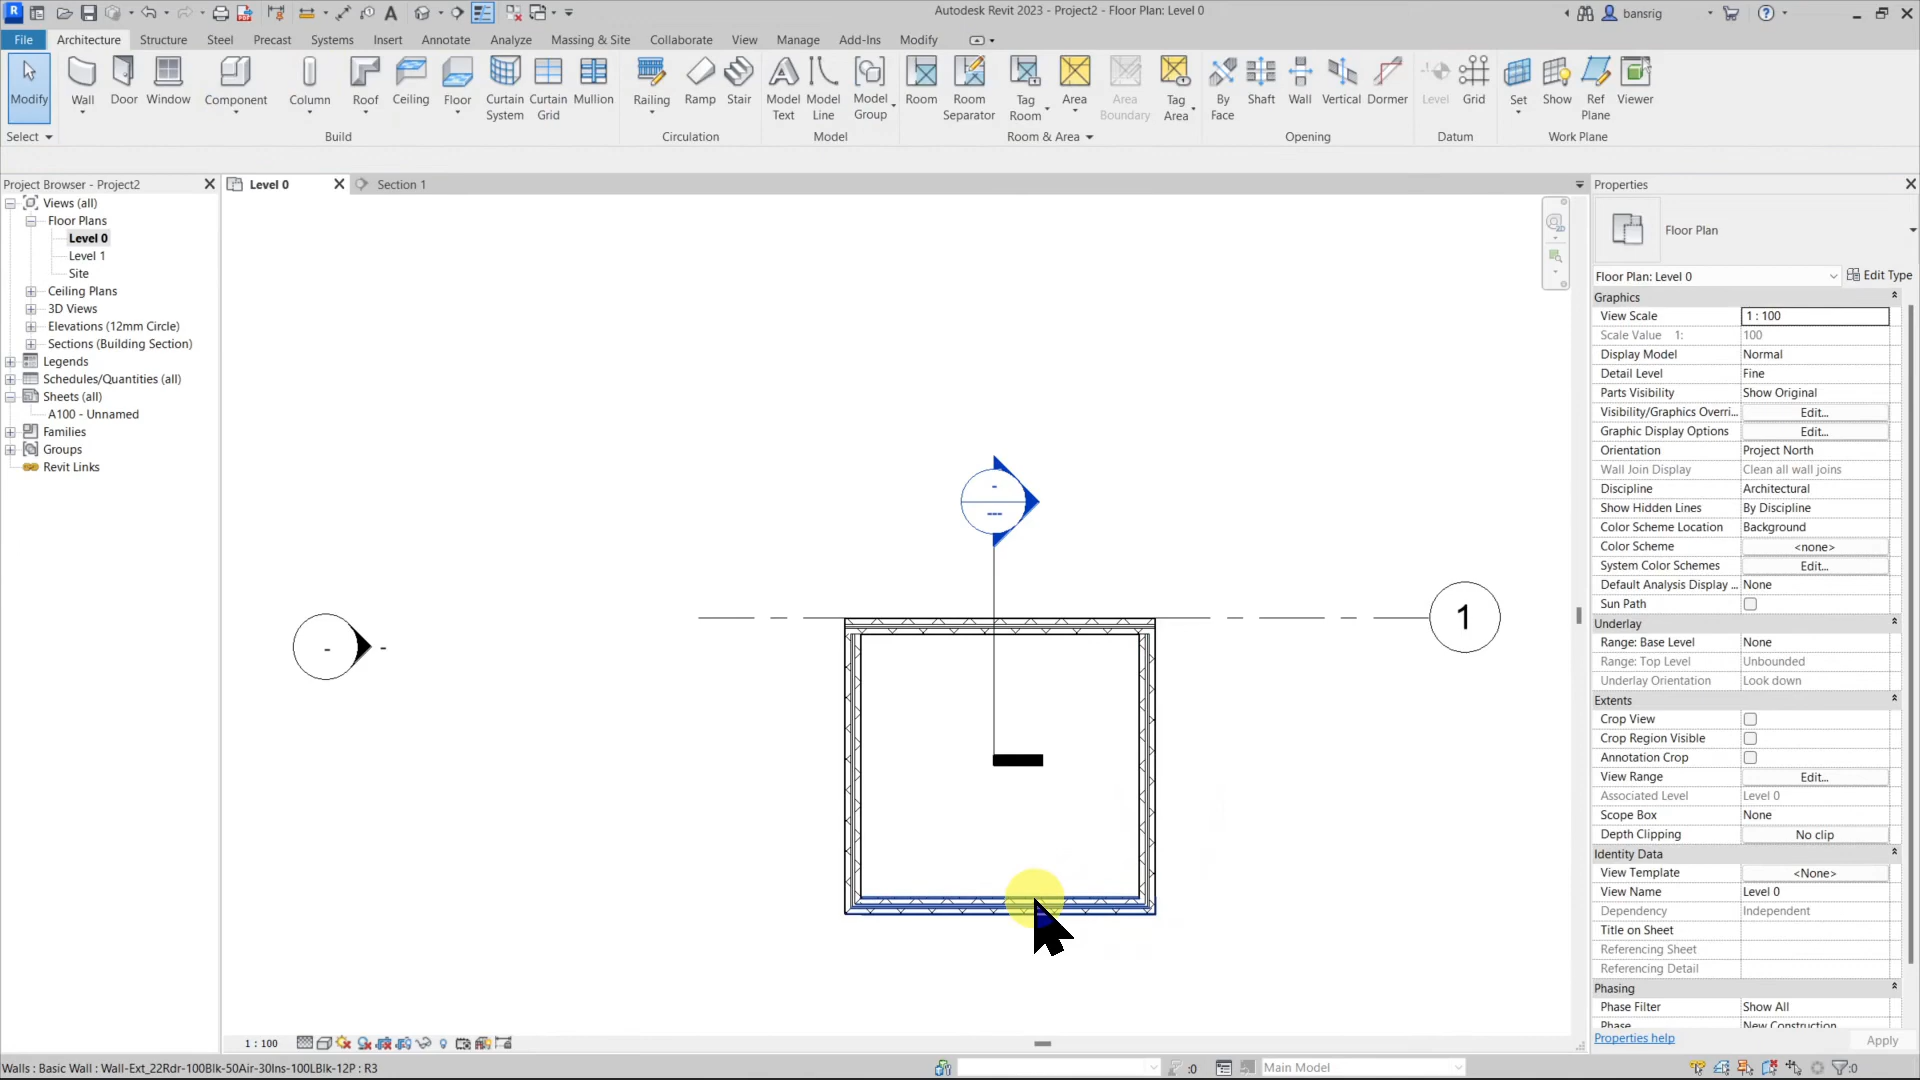 Autodesk Revit 2023 - Project2 - Floor Plan: Level 0
bansrig
File
Architecture
Structure
Steel
Precast
Systems
Insert
Annotate
Analyze
Massing & Site
Collaborate
View
Manage
Add-Ins
Modify
Modify
Wall
Door
Window
Component
Column
Roof
Ceiling
Floor
Curtain System
Curtain Grid
Mullion
Railing
Ramp
Stair
Model Text
Model Line
Model Group
Room
Room Separator
Tag Room
Area
Area Boundary
Tag Area
By Face
Shaft
Wall
Vertical
Dormer
Level
Grid
Set
Show
Ref Plane
Viewer
Select
Build
Circulation
Model
Room & Area
Opening
Datum
Work Plane
Project Browser - Project2
Views (all)
Floor Plans
Level 0
Level 1
Site
Ceiling Plans
3D Views
Elevations (12mm Circle)
Sections (Building Section)
Legends
Schedules/Quantities (all)
Sheets (all)
A100 - Unnamed
Families
Groups
Revit Links
Level 0
Section 1
-
---
-
-
1
Properties
Floor Plan
Floor Plan: Level 0
Edit Type
Graphics
View Scale 1 : 100
Scale Value 1: 100
Display Model Normal
Detail Level Fine
Parts Visibility Show Original
Visibility/Graphics Overri... Edit...
Graphic Display Options Edit...
Orientation Project North
Wall Join Display Clean all wall joins
Discipline Architectural
Show Hidden Lines By Discipline
Color Scheme Location Background
Color Scheme <none>
System Color Schemes Edit...
Default Analysis Display ... None
Sun Path
Underlay
Range: Base Level None
Range: Top Level Unbounded
Underlay Orientation Look down
Extents
Crop View
Crop Region Visible
Annotation Crop
View Range Edit...
Associated Level Level 0
Scope Box None
Depth Clipping No clip
Identity Data
View Template <None>
View Name Level 0
Dependency Independent
Title on Sheet
Referencing Sheet
Referencing Detail
Phasing
Phase Filter Show All
Phase New Construction
Properties help
Apply
1 : 100
Walls : Basic Wall : Wall-Ext_22Rdr-100Blk-50Air-30Ins-100LBlk-12P : R3
:0
Main Model
:0